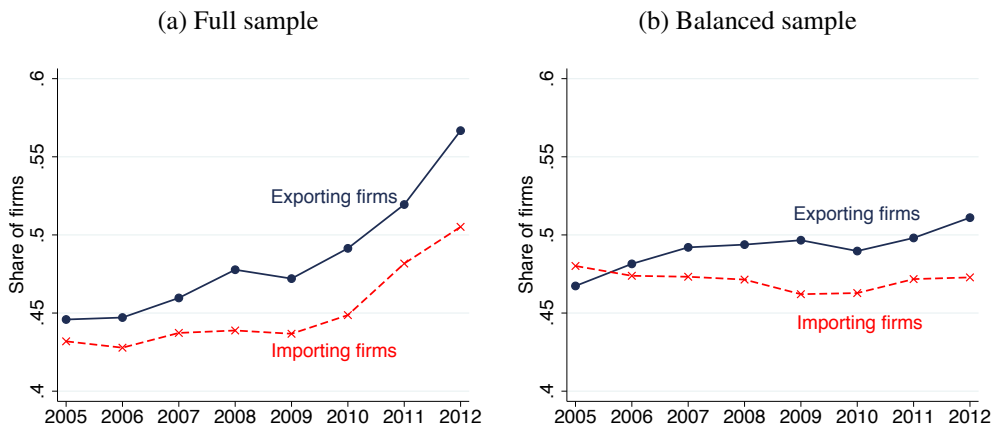 (a) Full sample
Share of firms
.6
.55
.5
.45
.4
Exporting firms
Importing firms
2005 2006 2007 2008 2009 2010 2011 2012
(b) Balanced sample
Share of firms
.6
.55
.5
.45
.4
Exporting firms
Importing firms
2005 2006 2007 2008 2009 2010 2011 2012